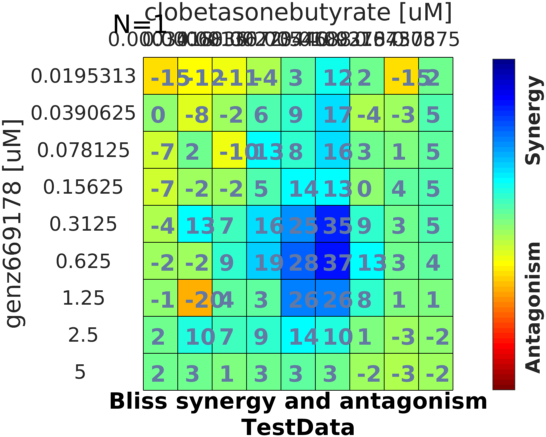 clobetasonebutyrate [uM]
N=1
0.0195313 -15 -12 -11 -4 3 12 2 -15 2
0.0390625 0 -8 -2 6 9 17 -4 -3 5
0.078125 -7 2 -10 13 8 16 3 1 5
0.15625 -7 -2 -2 5 14 13 0 4 5
0.3125 -4 13 7 16 25 35 9 3 5
0.625 -2 -2 9 19 28 37 13 3 4
1.25 -1 -20 4 3 26 26 8 1 1
2.5 2 10 7 9 14 10 1 -3 -2
5 2 3 1 3 3 3 -2 -3 -2
genz669178 [uM]
Synergy
Antagonism
Bliss synergy and antagonism
TestData